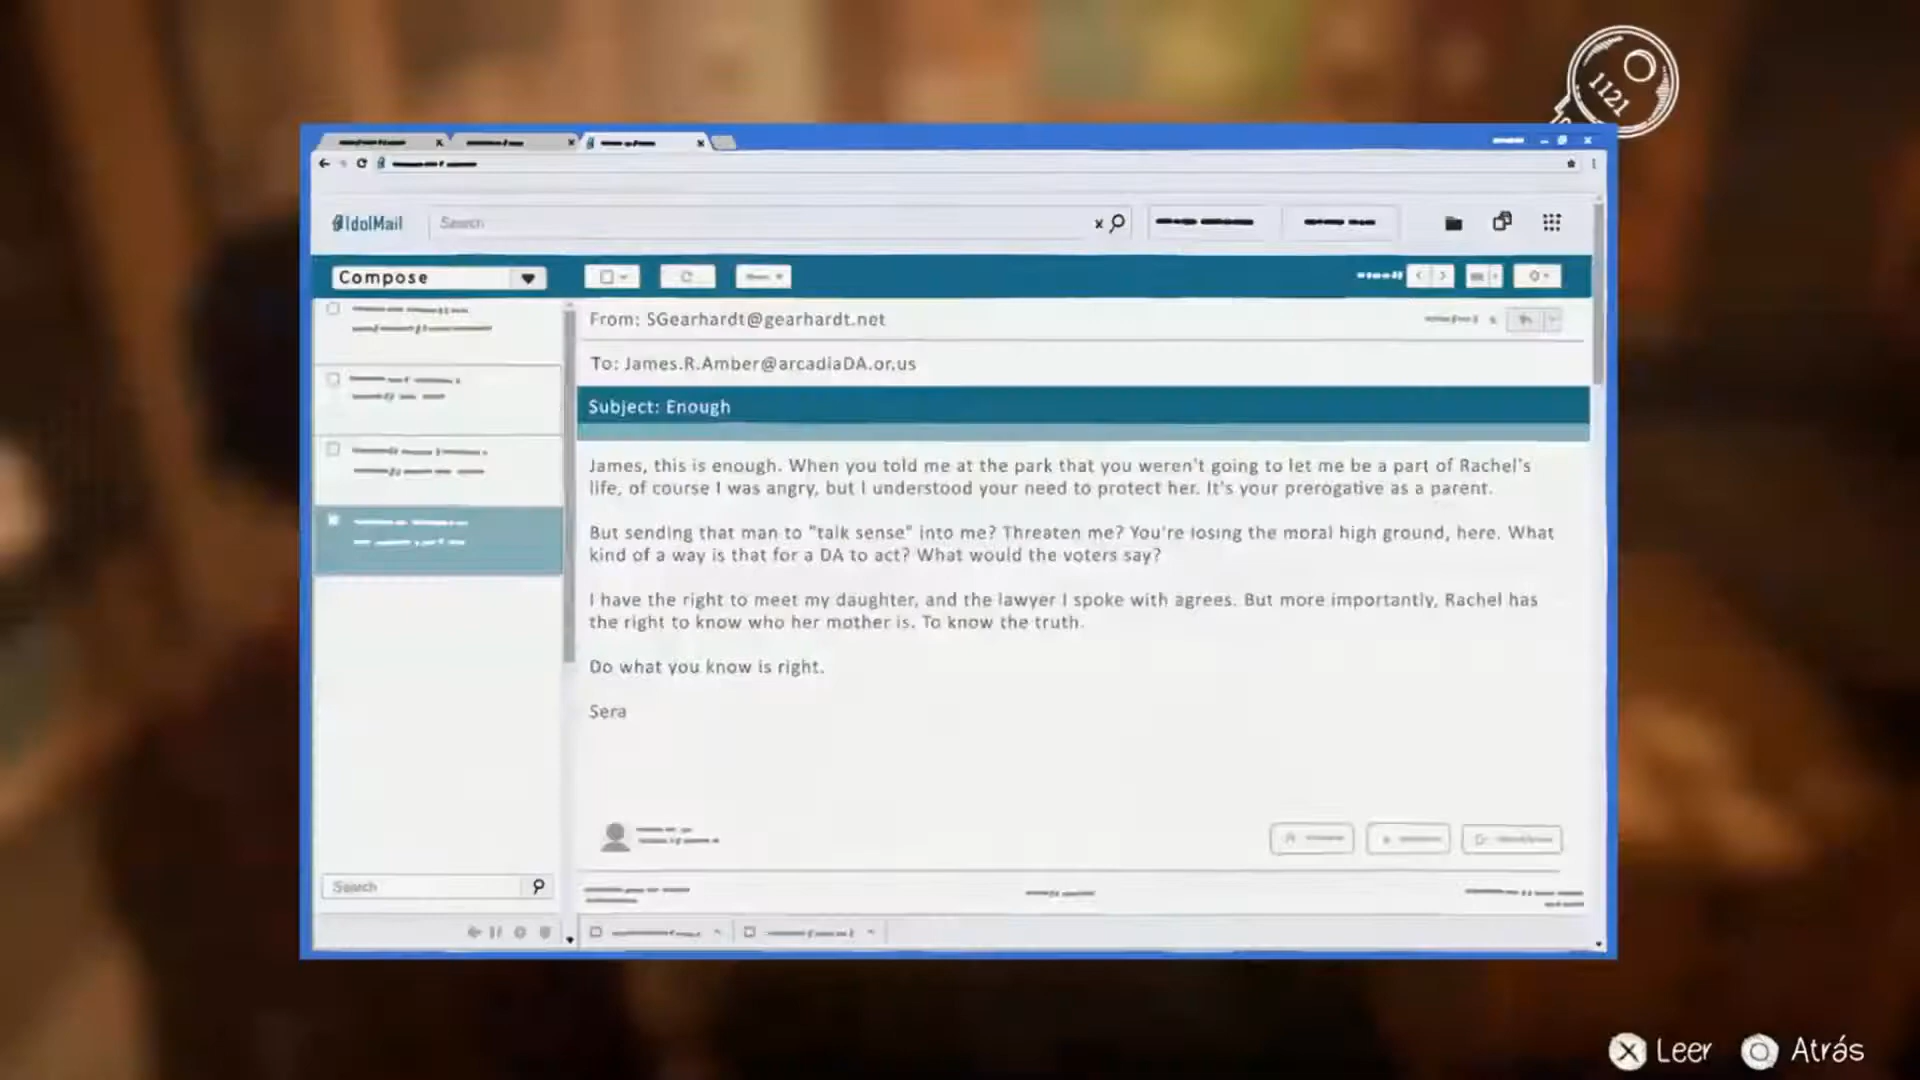 1121
IdolMail
Search
Compose
From: SGearhardt@gearhardt.net
To: James.R.Amber@arcadiaDA.or.us
Subject: Enough
James, this is enough. When you told me at the park that you weren't going to let me be a part of Rachel's
life, of course I was angry, but I understood your need to protect her. It's your prerogative as a parent.
But sending that man to "talk sense" into me? Threaten me? You're losing the moral high ground, here. What
kind of a way is that for a DA to act? What would the voters say?
I have the right to meet my daughter, and the lawyer I spoke with agrees. But more importantly, Rachel has
the right to know who her mother is. To know the truth.
Do what you know is right.
Sera
Search
Leer
Atrás